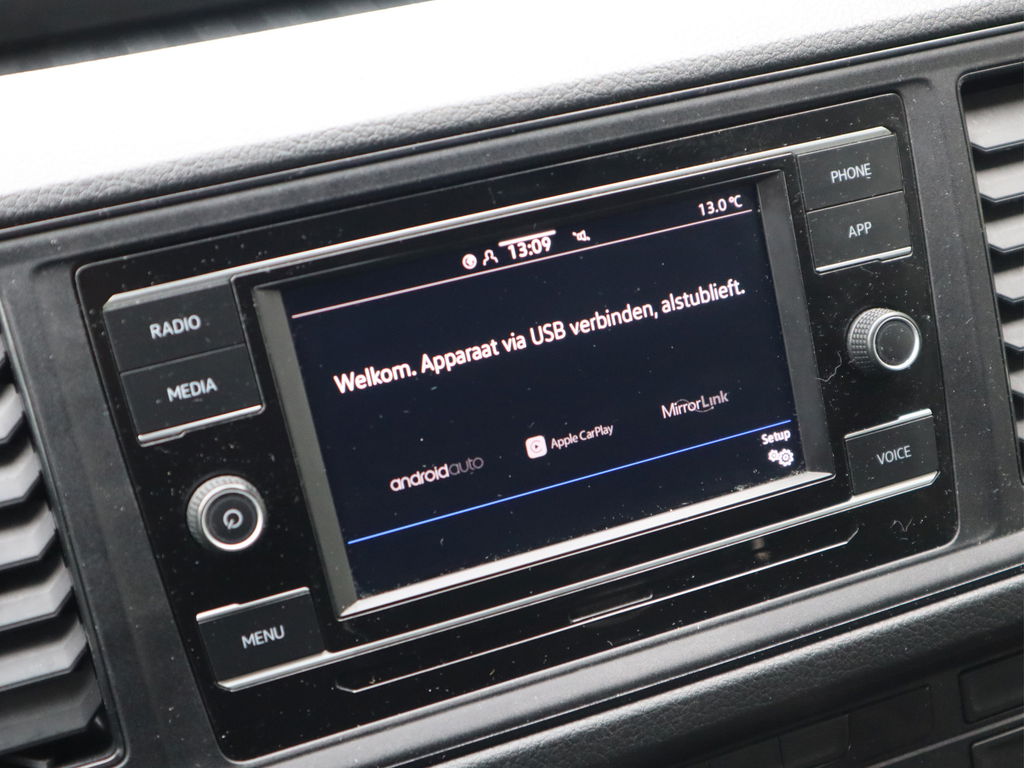 13:09
13.0 °C
PHONE
APP
RADIO
MEDIA
Welkom. Apparaat via USB verbinden, alstublieft.
androidauto
Apple CarPlay
MirrorLink
Setup
VOICE
MENU